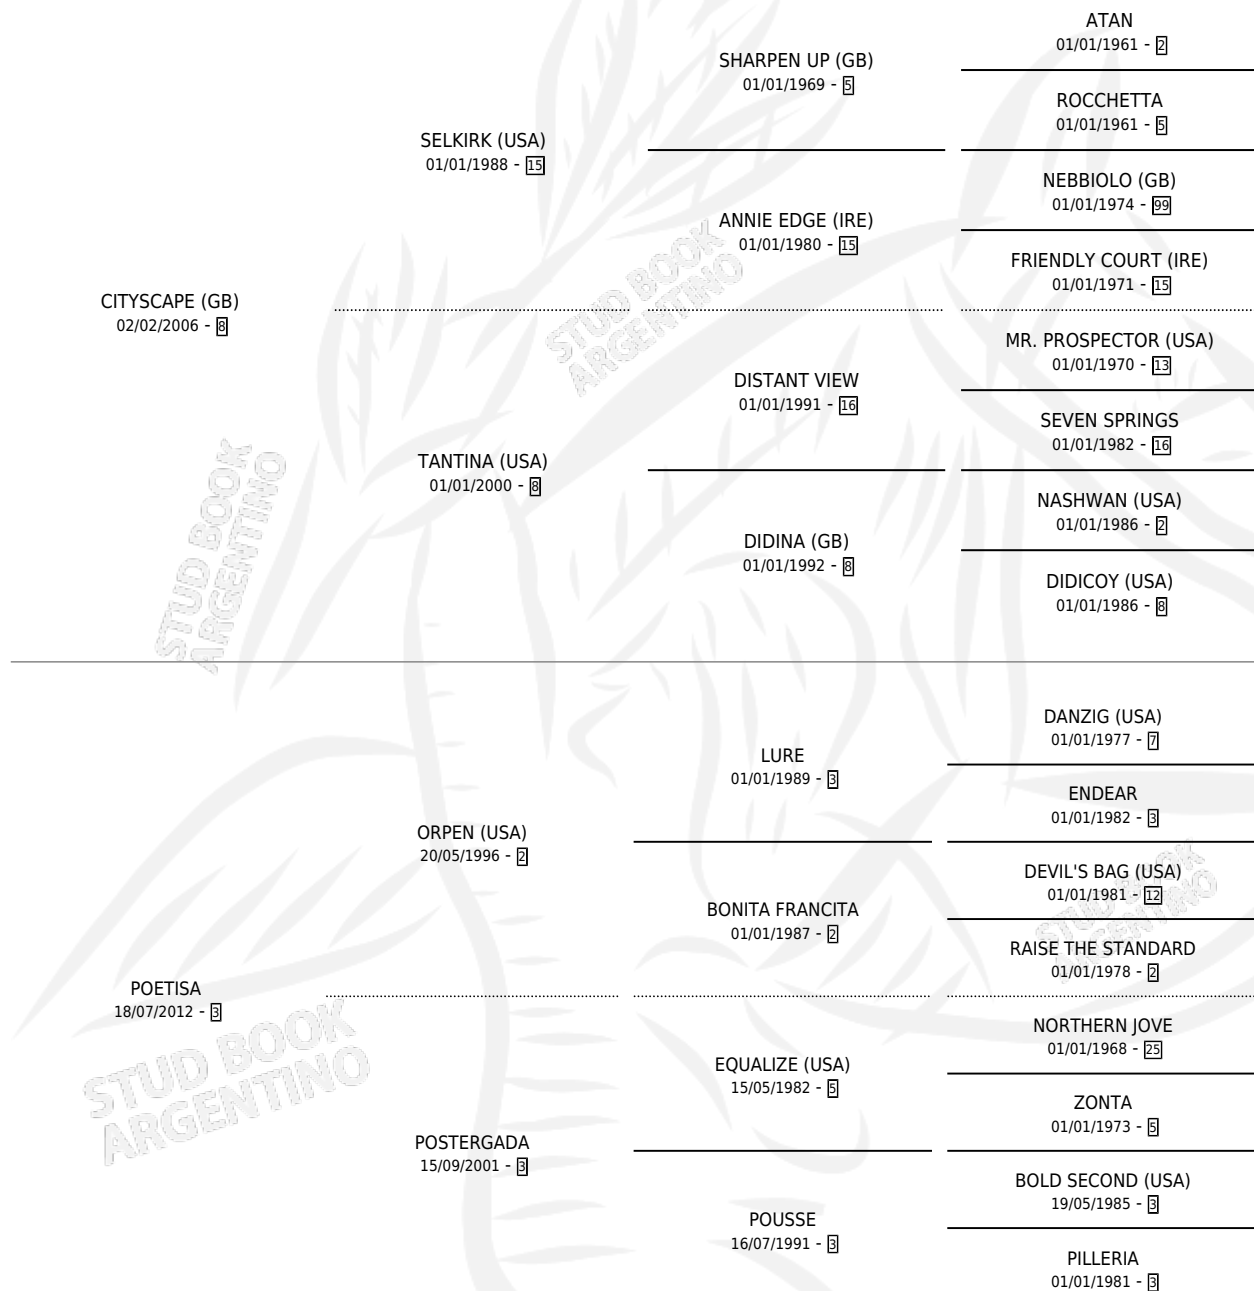 ATAN
01/01/1961 - 2
SHARPEN UP (GB)
01/01/1969 - 5
ROCCHETTA
01/01/1961 - 5
SELKIRK (USA)
01/01/1988 - 15
NEBBIOLO (GB)
01/01/1974 - 99
ANNIE EDGE (IRE)
01/01/1980 - 15
FRIENDLY COURT (IRE)
01/01/1971 - 15
CITYSCAPE (GB)
02/02/2006 - 8
MR. PROSPECTOR (USA)
01/01/1970 - 13
DISTANT VIEW
01/01/1991 - 16
SEVEN SPRINGS
01/01/1982 - 16
TANTINA (USA)
01/01/2000 - 8
NASHWAN (USA)
01/01/1986 - 2
DIDINA (GB)
01/01/1992 - 8
DIDICOY (USA)
01/01/1986 - 8
DANZIG (USA)
01/01/1977 - 7
LURE
01/01/1989 - 3
ENDEAR
01/01/1982 - 3
ORPEN (USA)
20/05/1996 - 2
DEVIL'S BAG (USA)
01/01/1981 - 12
BONITA FRANCITA
01/01/1987 - 2
RAISE THE STANDARD
01/01/1978 - 2
POETISA
18/07/2012 - 3
NORTHERN JOVE
01/01/1968 - 25
EQUALIZE (USA)
15/05/1982 - 5
ZONTA
01/01/1973 - 5
POSTERGADA
15/09/2001 - 3
BOLD SECOND (USA)
19/05/1985 - 3
POUSSE
16/07/1991 - 3
PILLERIA
01/01/1981 - 3
STUD BOOK
ARGENTINO
STUD BOOK
ARGENTINO
STUD BOOK
ARGENTINO
STUD BOOK
ARGENTINO